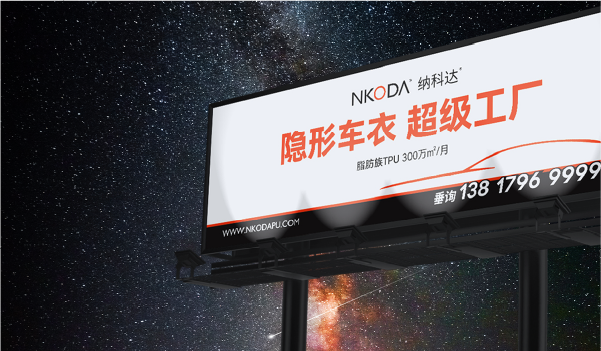 NKODA™ 纳科达®
隐形车衣 超级工厂
脂肪族TPU 300万㎡/月
垂询 138 1796 9999
WWW.NKODAPU.COM